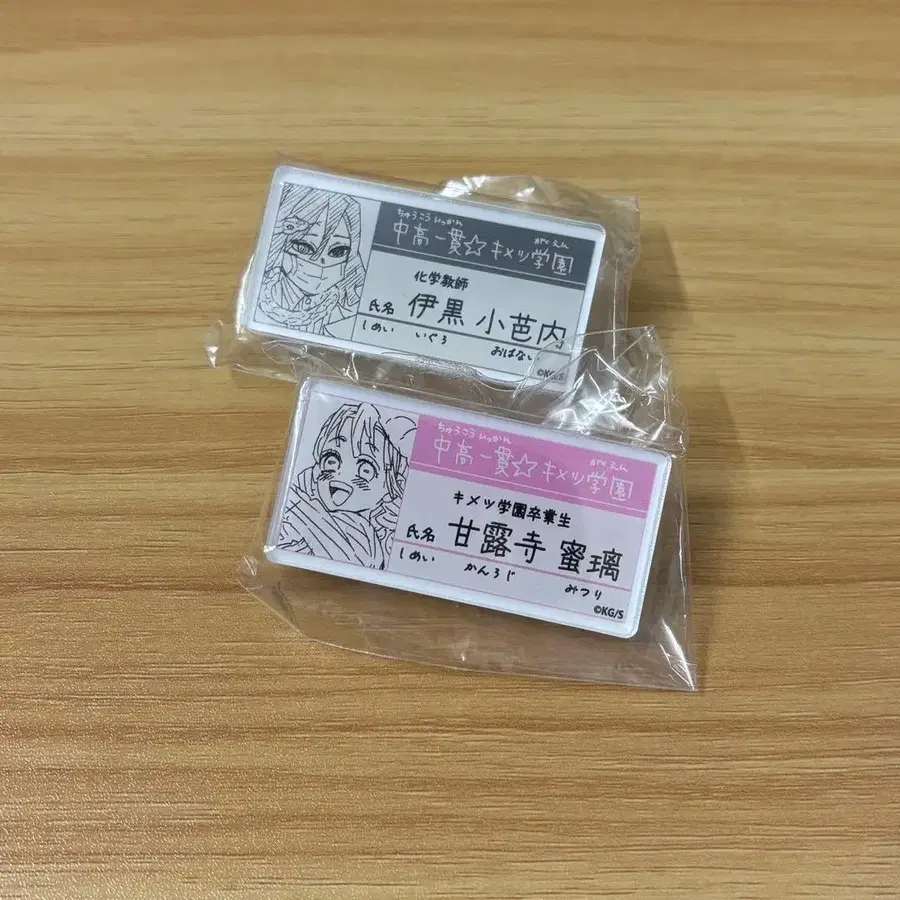 ちゅうこう いっかん がくえん
中高一貫☆キメツ学園
化学教師
氏名 伊黒 小芭内
しめい いぐろ おばない
©KG/S
ちゅうこう いっかん がくえん
中高一貫☆キメツ学園
キメツ学園卒業生
氏名 甘露寺 蜜璃
しめい かんろじ みつり
©KG/S